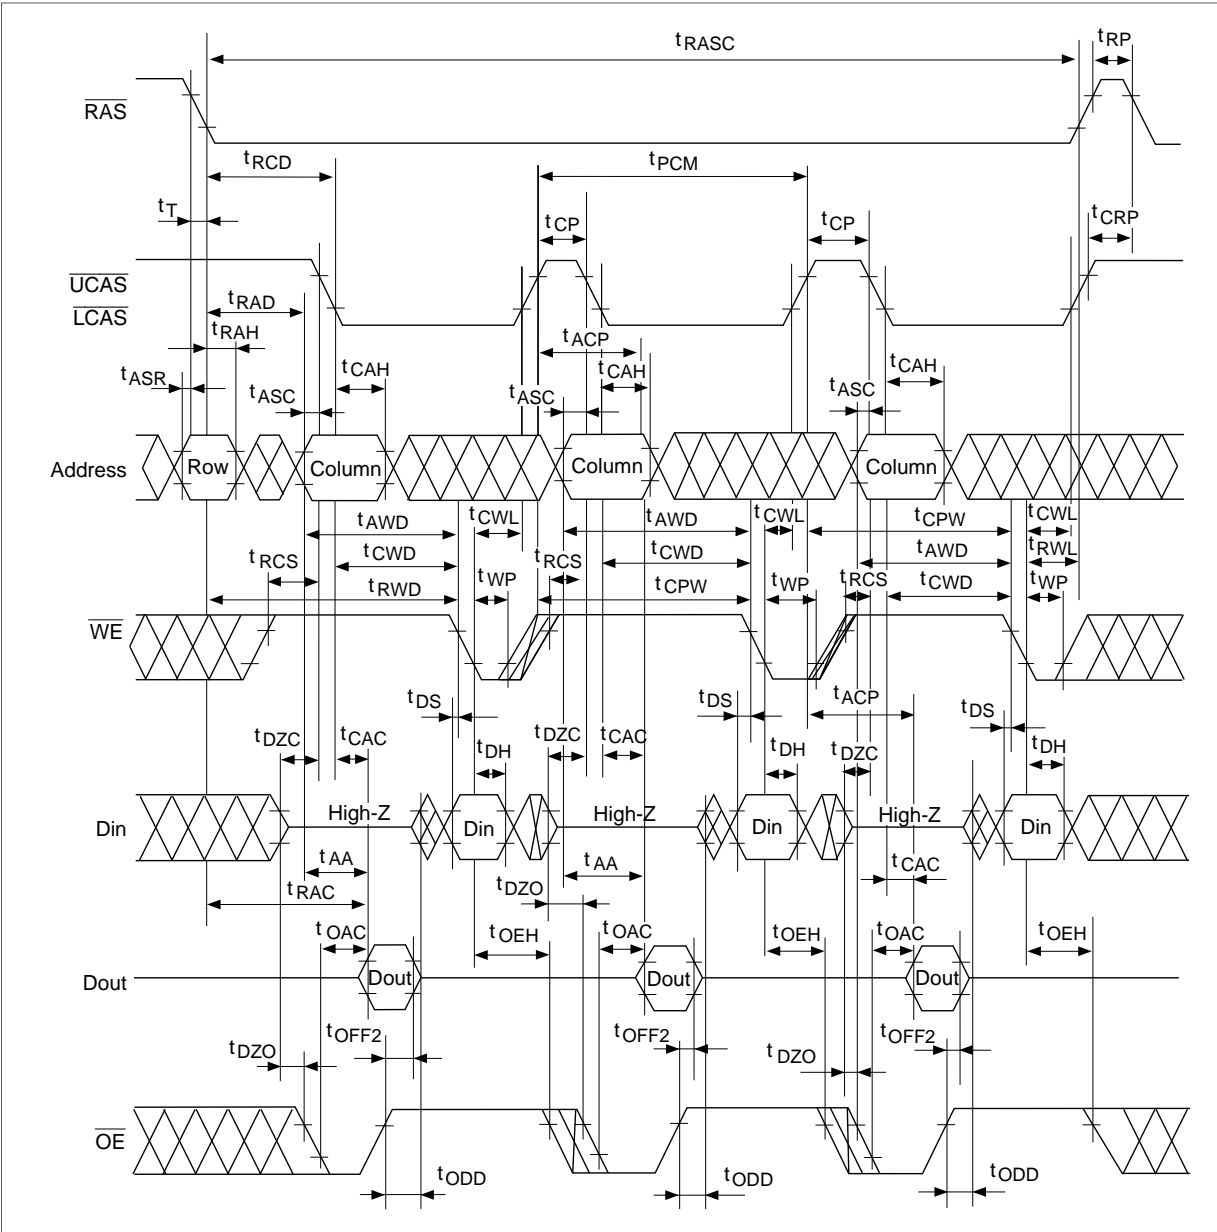 tRASC tRP
RAS
tRCD tPCM
tT tCP tCP tCRP
UCAS
LCAS
tRAD
tRAH tACP
tASR tCAH tCAH tCAH
tASC tASC tASC
Address Row Column Column Column
tAWD tCWL tAWD tCWL tCPW tCWL
tCWD tRCS tCWD tAWD tRWL
tRCS tRWD tWP tCPW tWP tRCS tCWD tWP
WE
tDS tDS tACP tDS
tDZC tCAC tDH tDZC tCAC tDH tDZC tDH
Din High-Z Din High-Z Din High-Z Din
tAA tAA tCAC
tRAC tDZO
tOAC tOEH tOAC tOEH tOAC tOEH
Dout Dout Dout Dout
tOFF2 tOFF2 tOFF2
tDZO tDZO
OE
tODD tODD tODD